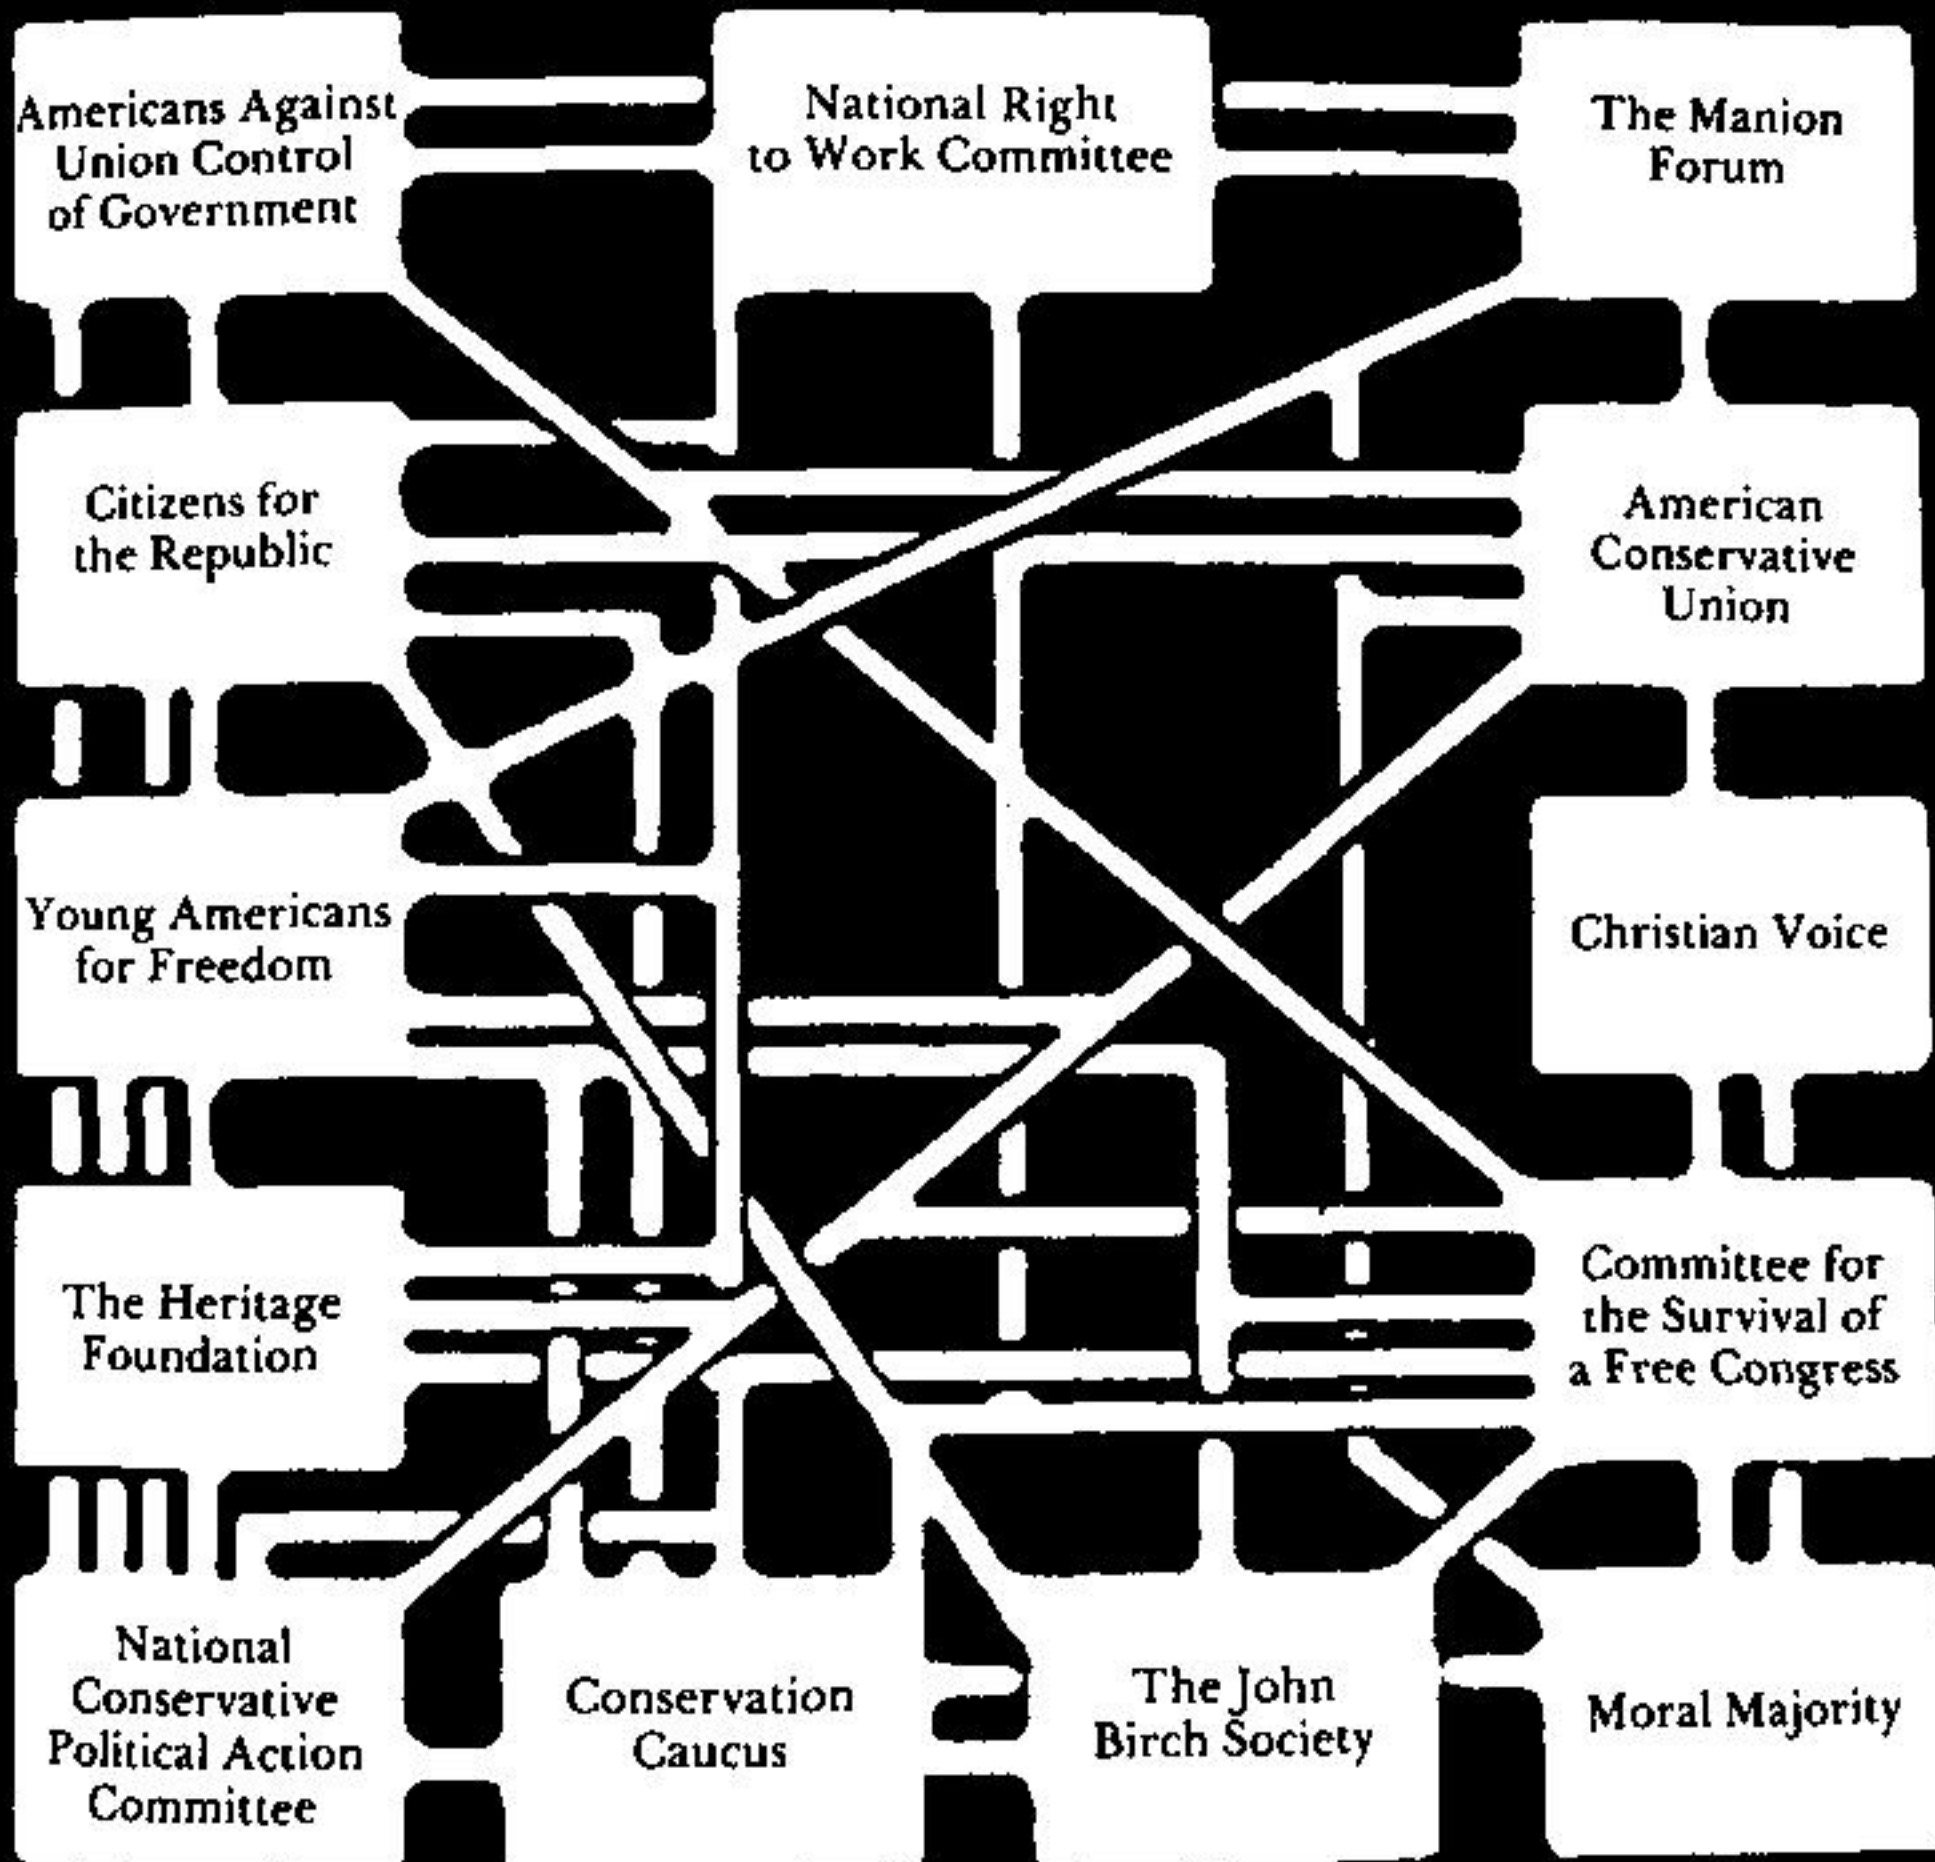 Americans Against
Union Control
of Government
National Right
to Work Committee
The Manion
Forum
Citizens for
the Republic
American
Conservative
Union
Young Americans
for Freedom
Christian Voice
The Heritage
Foundation
Committee for
the Survival of
a Free Congress
National
Conservative
Political Action
Committee
Conservation
Caucus
The John
Birch Society
Moral Majority